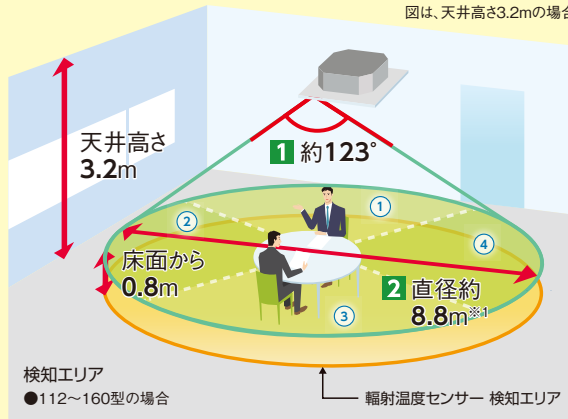 図は、天井高さ3.2mの場合
天井高さ
3.2m
1 約123°
①
②
④
床面から
0.8m
2 直径約
8.8m※1
③
検知エリア
●112〜160型の場合
輻射温度センサー 検知エリア